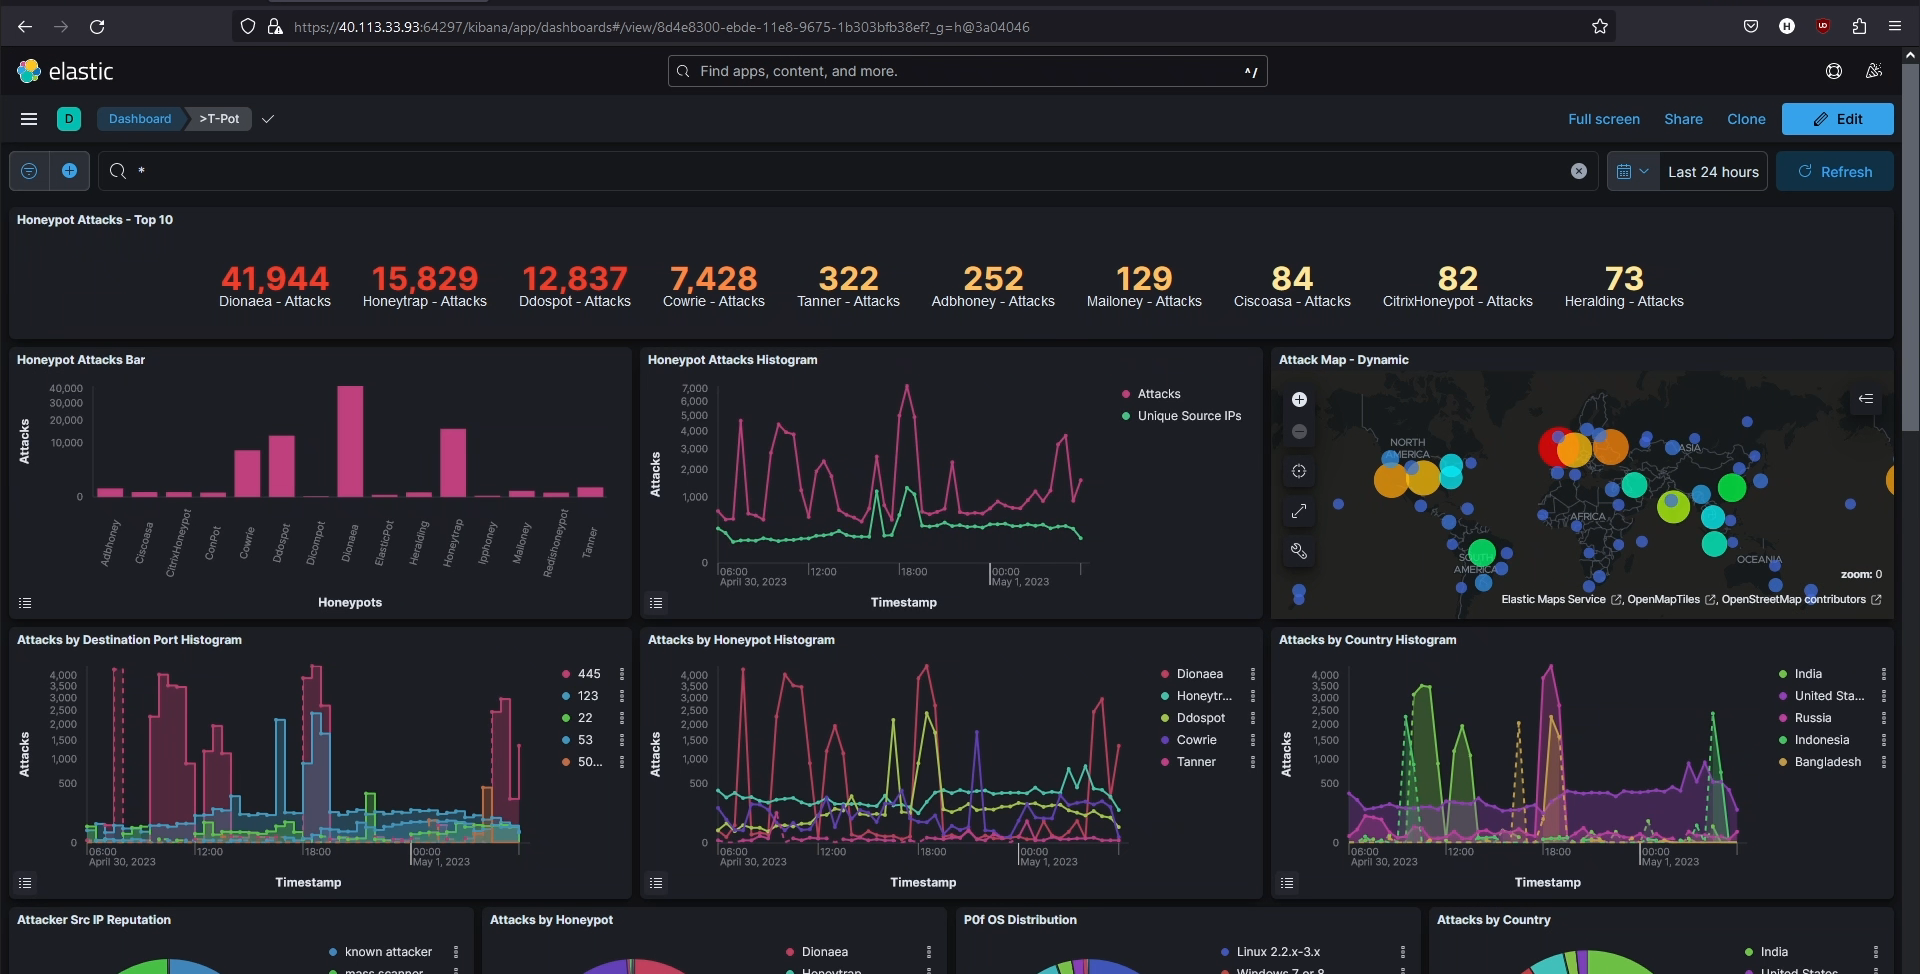 https://40.113.33.93:64297/kibana/app/dashboards#/view/8d4e8300-ebde-11e8-9675-1b303bfb38ef?_g=h@3a04046
elastic
Find apps, content, and more.
^/
D
Dashboard
>T-Pot
Full screen
Share
Clone
Edit
*
Last 24 hours
Refresh
Honeypot Attacks - Top 10
41,944
Dionaea - Attacks
15,829
Honeytrap - Attacks
12,837
Ddospot - Attacks
7,428
Cowrie - Attacks
322
Tanner - Attacks
252
Adbhoney - Attacks
129
Mailoney - Attacks
84
Ciscoasa - Attacks
82
CitrixHoneypot - Attacks
73
Heralding - Attacks
Honeypot Attacks Bar
40,000
30,000
20,000
10,000
0
Attacks
Adbhoney
Ciscoasa
CitrixHoneypot
ConPot
Cowrie
Ddospot
Dicompot
Dionaea
ElasticPot
Heralding
Honeytrap
Ipphoney
Mailoney
Redishoneypot
Tanner
Honeypots
Honeypot Attacks Histogram
7,000
6,000
5,000
4,000
3,000
2,000
1,000
0
Attacks
06:00
April 30, 2023
12:00
18:00
00:00
May 1, 2023
Timestamp
Attacks
Unique Source IPs
Attack Map - Dynamic
NORTH
AMERICA
ASIA
AFRICA
SOUTH
AMERICA
OCEANIA
zoom: 0
Elastic Maps Service , OpenMapTiles , OpenStreetMap contributors
Attacks by Destination Port Histogram
4,000
3,500
3,000
2,500
2,000
1,500
1,000
500
0
Attacks
06:00
April 30, 2023
12:00
18:00
00:00
May 1, 2023
Timestamp
445
123
22
53
50...
Attacks by Honeypot Histogram
4,000
3,500
3,000
2,500
2,000
1,500
1,000
500
0
Attacks
06:00
April 30, 2023
12:00
18:00
00:00
May 1, 2023
Timestamp
Dionaea
Honeytr...
Ddospot
Cowrie
Tanner
Attacks by Country Histogram
4,000
3,500
3,000
2,500
2,000
1,500
1,000
500
0
Attacks
06:00
April 30, 2023
12:00
18:00
00:00
May 1, 2023
Timestamp
India
United Sta...
Russia
Indonesia
Bangladesh
Attacker Src IP Reputation
known attacker
mass scanner
Attacks by Honeypot
Dionaea
Honeytrap
P0f OS Distribution
Linux 2.2.x-3.x
Windows 7 or 8
Attacks by Country
India
United States